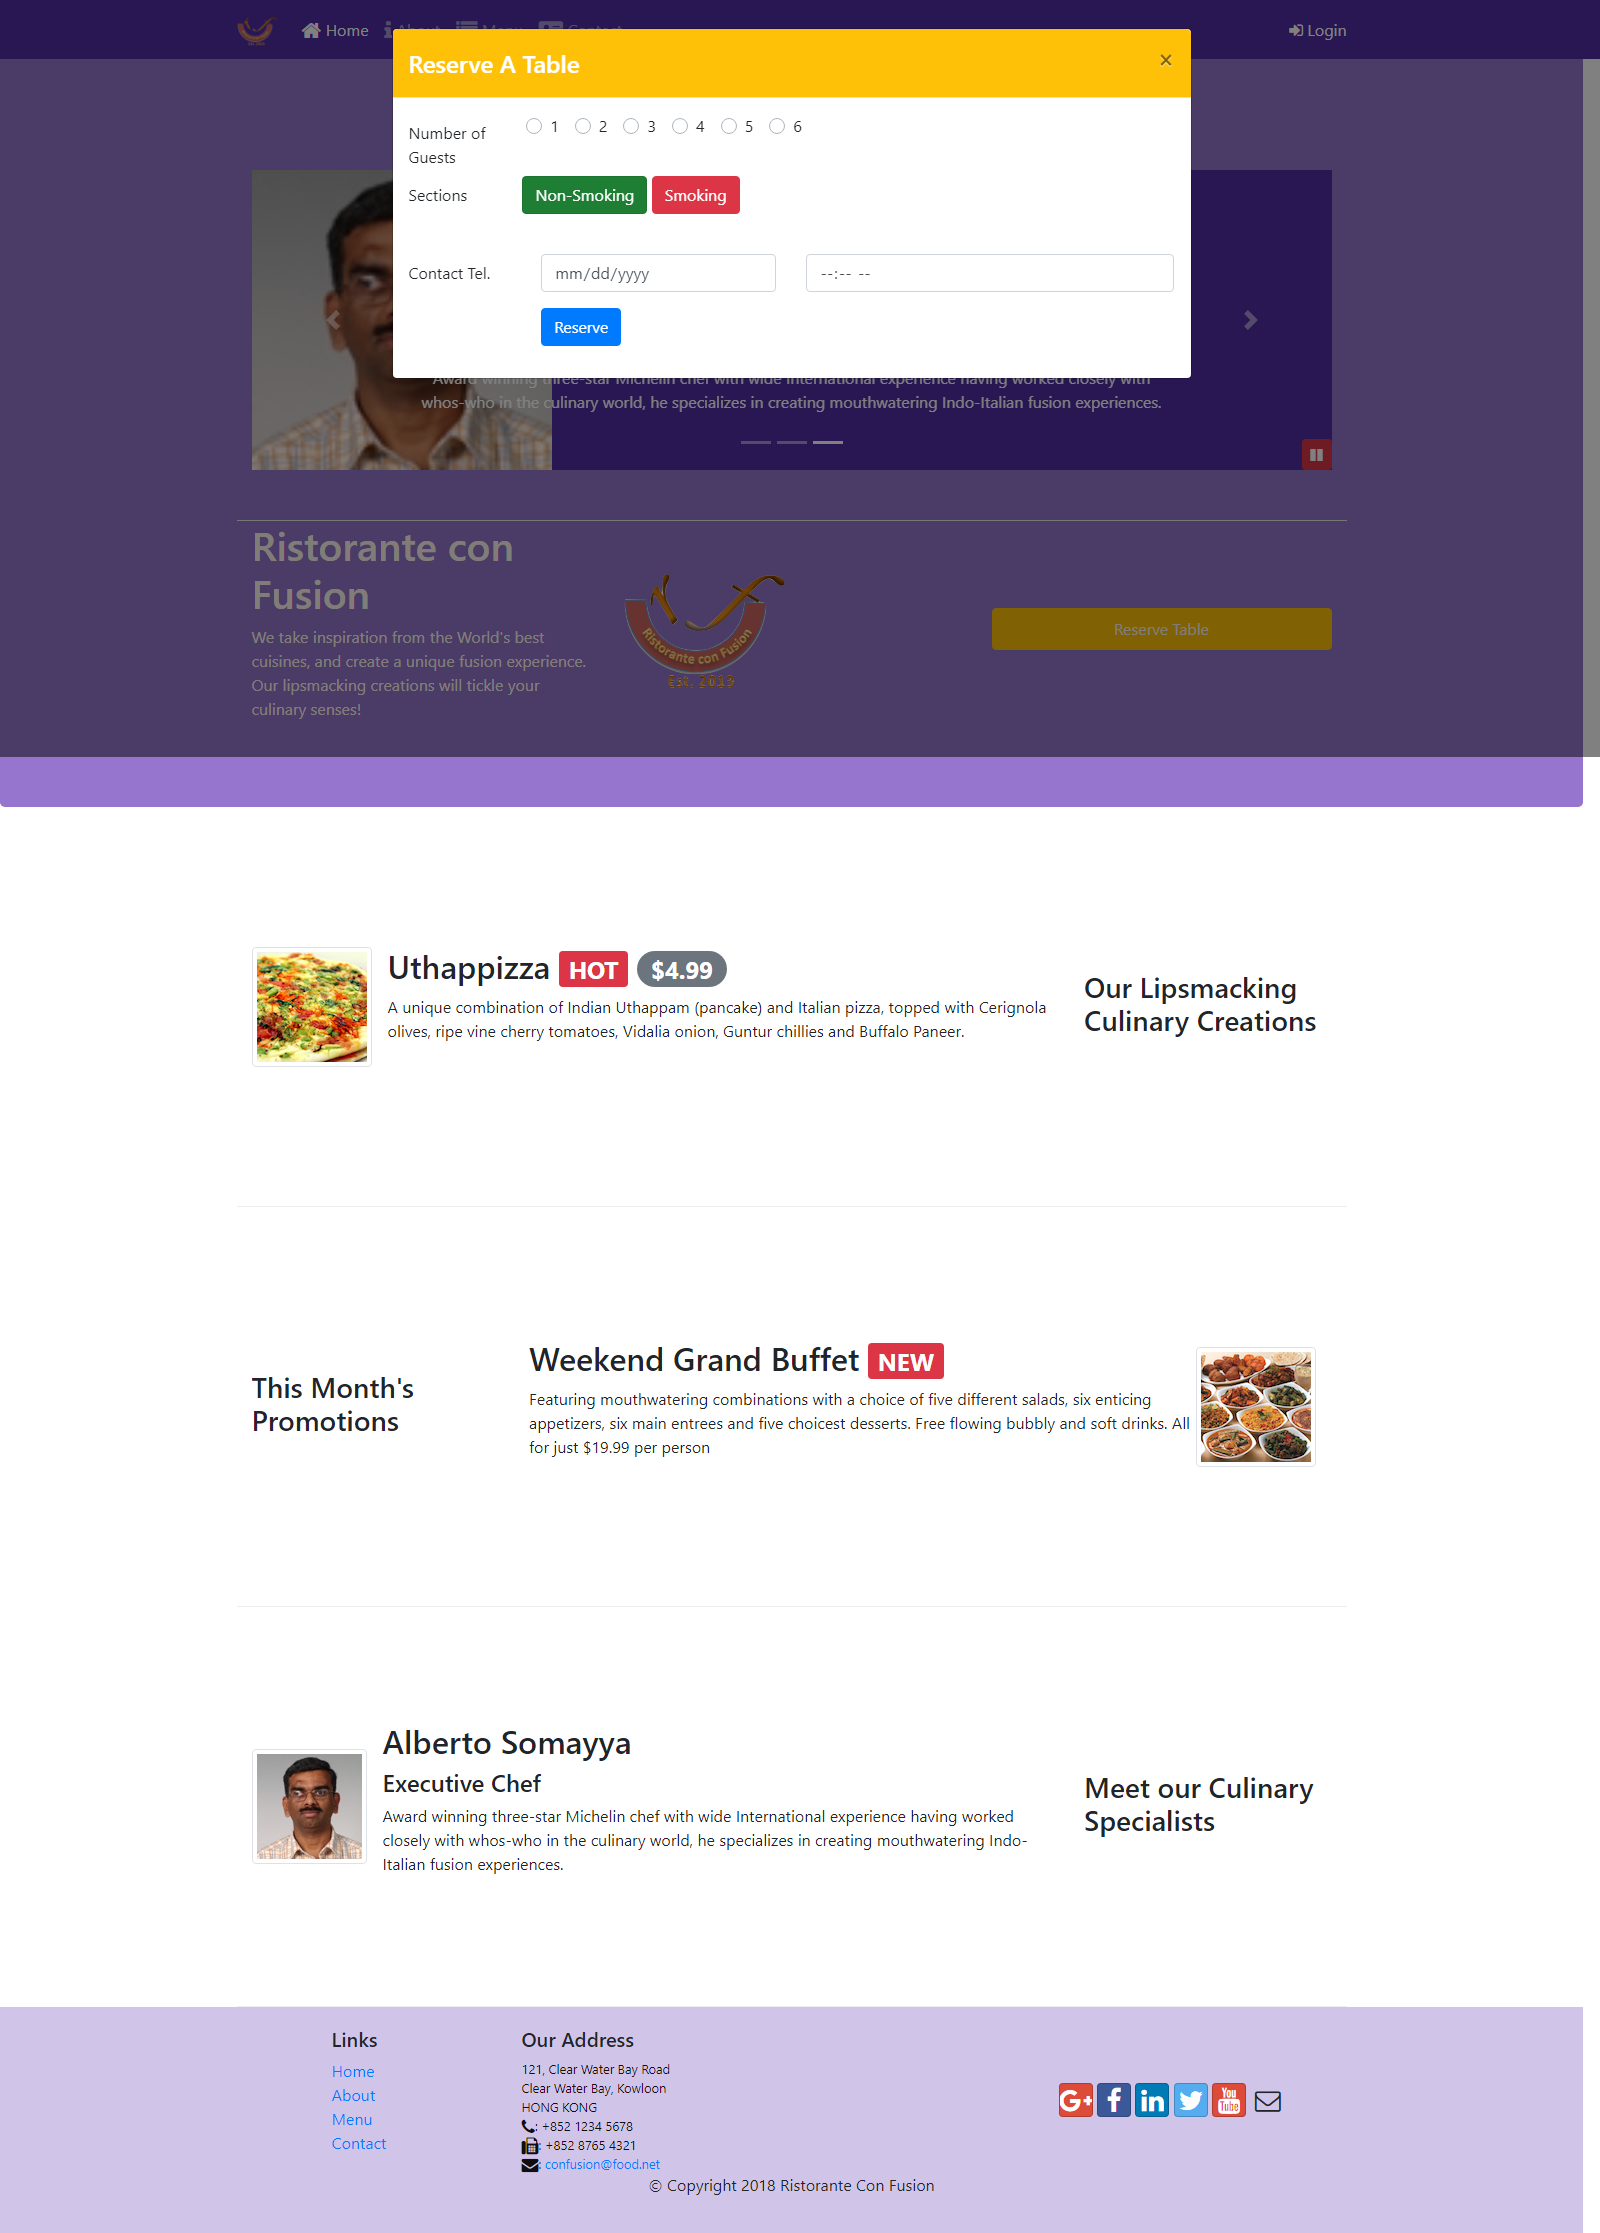 Home About Menu Contact Login
Reserve A Table ×
Number of
Guests
1 2 3 4 5 6
Sections Non-Smoking Smoking
Contact Tel. mm/dd/yyyy --:-- --
Reserve
Award winning three-star Michelin chef with wide International experience having worked closely with
whos-who in the culinary world, he specializes in creating mouthwatering Indo-Italian fusion experiences.
Ristorante con
Fusion
We take inspiration from the World's best
cuisines, and create a unique fusion experience.
Our lipsmacking creations will tickle your
culinary senses!
Ristorante con Fusion
Est. 2013
Reserve Table
Uthappizza HOT $4.99
A unique combination of Indian Uthappam (pancake) and Italian pizza, topped with Cerignola
olives, ripe vine cherry tomatoes, Vidalia onion, Guntur chillies and Buffalo Paneer.
Our Lipsmacking
Culinary Creations
This Month's
Promotions
Weekend Grand Buffet NEW
Featuring mouthwatering combinations with a choice of five different salads, six enticing
appetizers, six main entrees and five choicest desserts. Free flowing bubbly and soft drinks. All
for just $19.99 per person
Alberto Somayya
Executive Chef
Award winning three-star Michelin chef with wide International experience having worked
closely with whos-who in the culinary world, he specializes in creating mouthwatering Indo-
Italian fusion experiences.
Meet our Culinary
Specialists
Links
Home
About
Menu
Contact
Our Address
121, Clear Water Bay Road
Clear Water Bay, Kowloon
HONG KONG
: +852 1234 5678
: +852 8765 4321
: confusion@food.net
G+ f in You Tube
© Copyright 2018 Ristorante Con Fusion